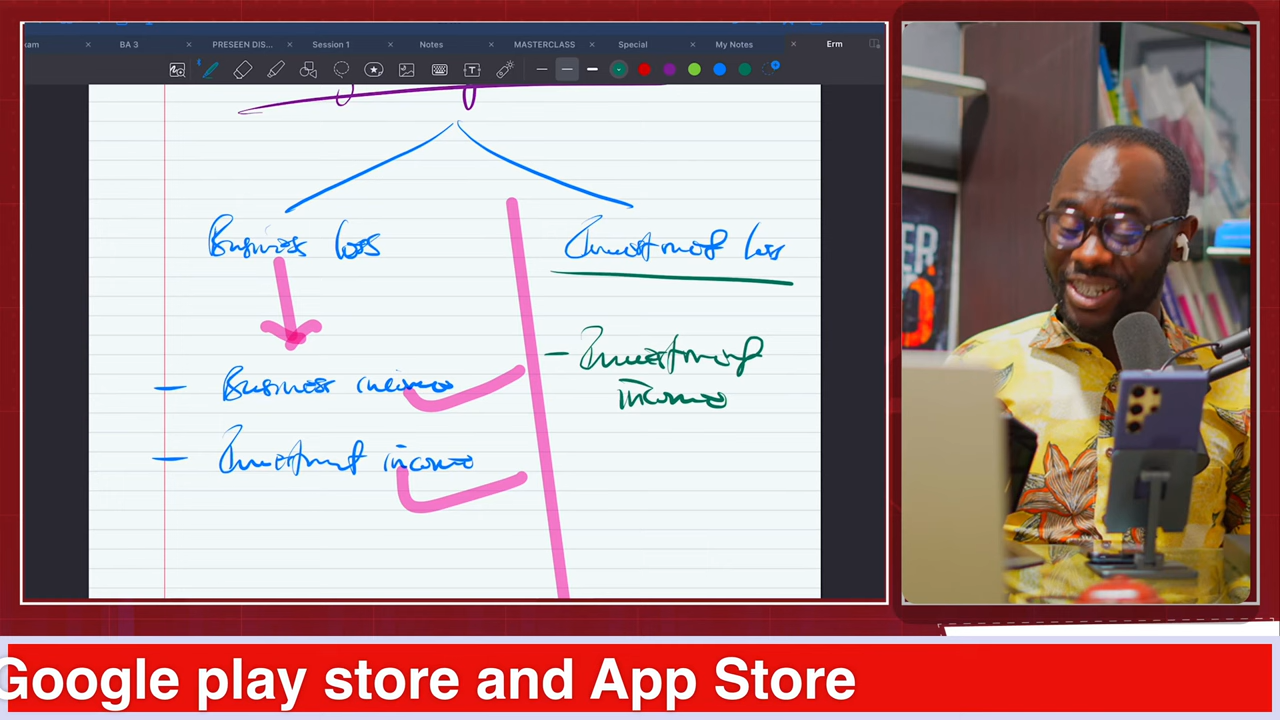 BA 3
PRESEEN DIS...
Session 1
Notes
MASTERCLASS
Special
My Notes
Erm
Business loss
Investment loss
- Investment
income
- Business income
- Investment income
Google play store and App Store